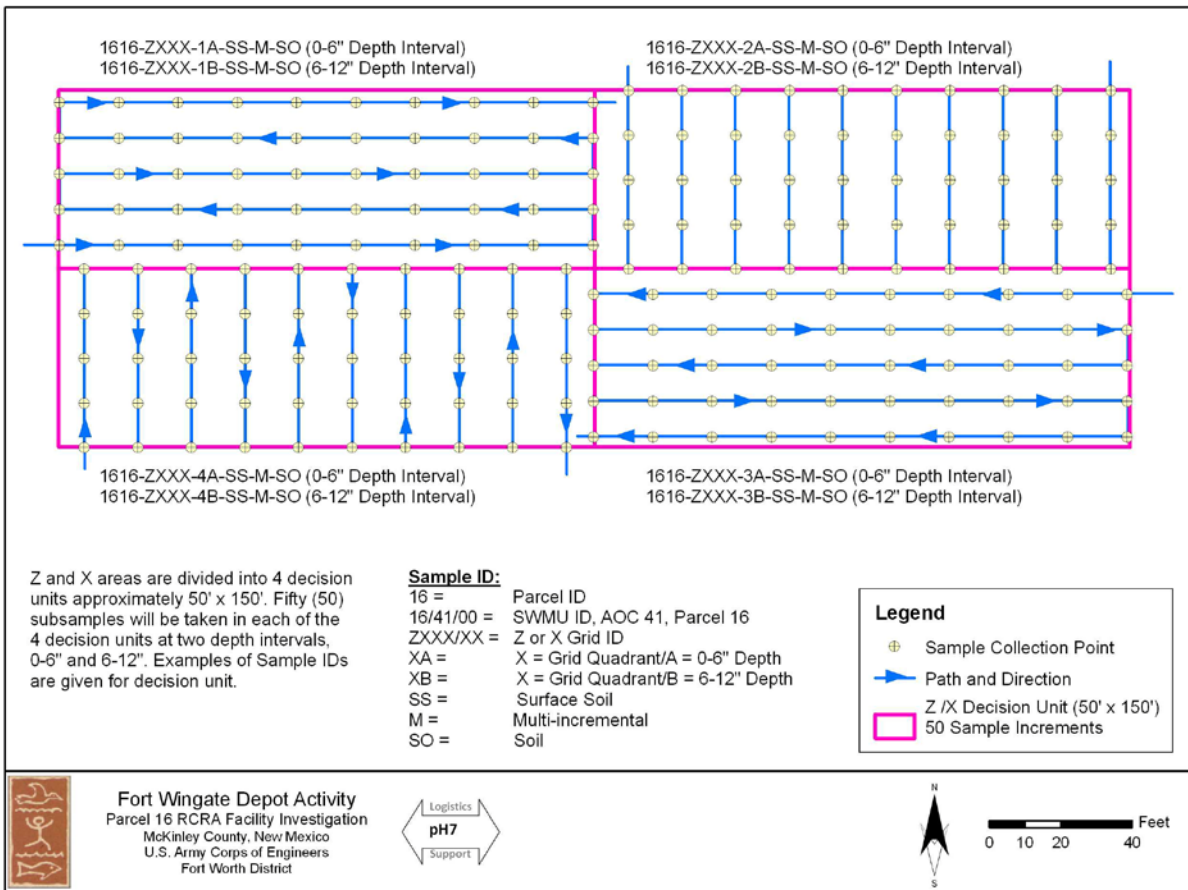 1616-ZXXX-1A-SS-M-SO (0-6" Depth Interval)
1616-ZXXX-1B-SS-M-SO (6-12" Depth Interval)
1616-ZXXX-2A-SS-M-SO (0-6" Depth Interval)
1616-ZXXX-2B-SS-M-SO (6-12" Depth Interval)
1616-ZXXX-4A-SS-M-SO (0-6" Depth Interval)
1616-ZXXX-4B-SS-M-SO (6-12" Depth Interval)
1616-ZXXX-3A-SS-M-SO (0-6" Depth Interval)
1616-ZXXX-3B-SS-M-SO (6-12" Depth Interval)
Z and X areas are divided into 4 decision
units approximately 50' x 150'. Fifty (50)
subsamples will be taken in each of the
4 decision units at two depth intervals,
0-6" and 6-12". Examples of Sample IDs
are given for decision unit.
Sample ID:
16 = Parcel ID
16/41/00 = SWMU ID, AOC 41, Parcel 16
ZXXX/XX = Z or X Grid ID
XA = X = Grid Quadrant/A = 0-6" Depth
XB = X = Grid Quadrant/B = 6-12" Depth
SS = Surface Soil
M = Multi-incremental
SO = Soil
Legend
Sample Collection Point
Path and Direction
Z /X Decision Unit (50' x 150')
50 Sample Increments
Fort Wingate Depot Activity
Parcel 16 RCRA Facility Investigation
McKinley County, New Mexico
U.S. Army Corps of Engineers
Fort Worth District
Logistics
pH7
Support
N
S
Feet
0 10 20 40